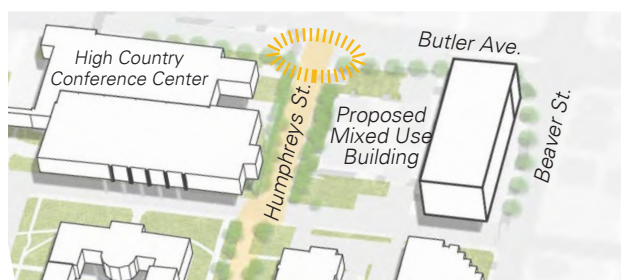 High Country
Conference Center
Humphreys St.
Butler Ave.
Proposed
Mixed Use
Building
Beaver St.